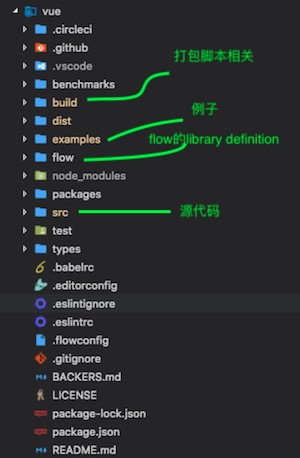 vue
.circleci
.github
.vscode
benchmarks
打包脚本相关
build
dist
例子
examples
flow的library definition
flow
node_modules
packages
src
源代码
test
types
.babelrc
.editorconfig
.eslintignore
.eslintrc
.flowconfig
.gitignore
BACKERS.md
LICENSE
package-lock.json
package.json
README.md